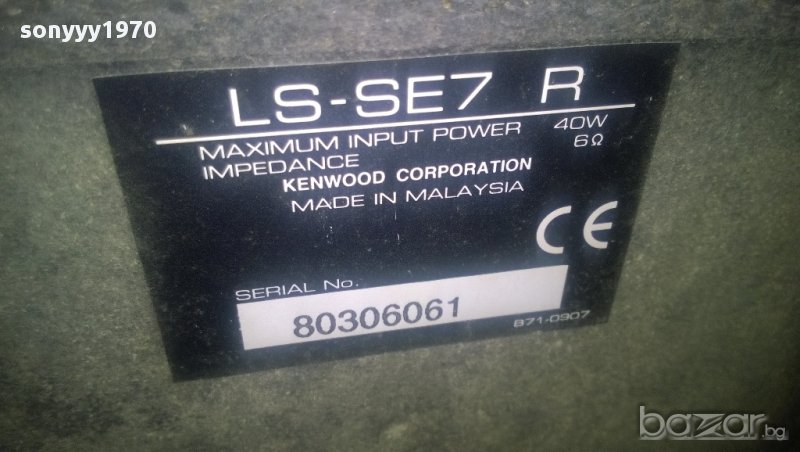 sonyyy1970
LS-SE7 R
MAXIMUM INPUT POWER 40W
IMPEDANCE 6Ω
KENWOOD CORPORATION
MADE IN MALAYSIA
CE
SERIAL No.
80306061
B71-0307
bazar.bg